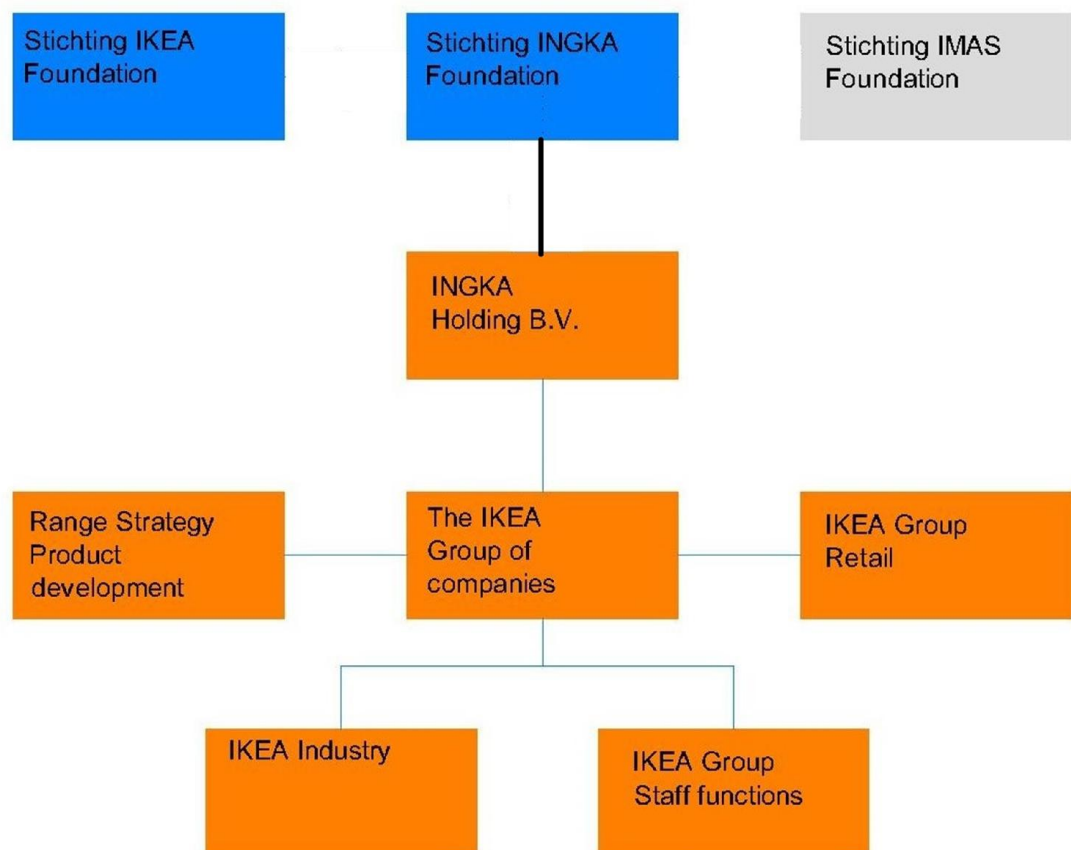 Stichting IKEA
Foundation
Stichting INGKA
Foundation
Stichting IMAS
Foundation
INGKA
Holding B.V.
Range Strategy
Product
development
The IKEA
Group of
companies
IKEA Group
Retail
IKEA Industry
IKEA Group
Staff functions